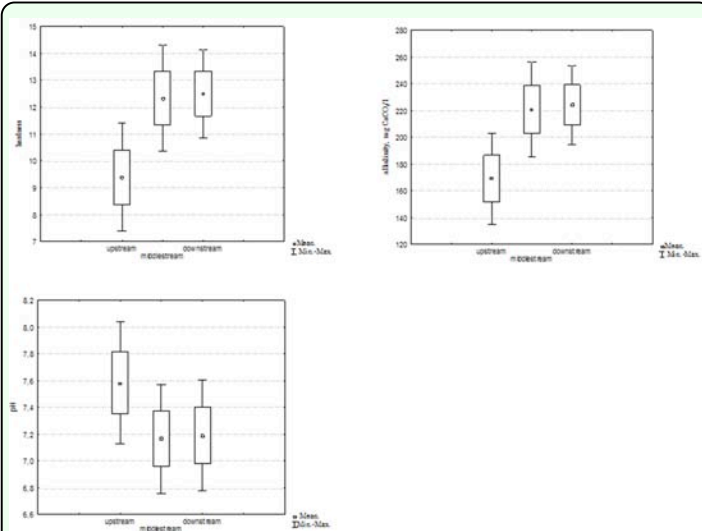 15
14
13
12
11
10
9
8
7
hardness
upstream
middlestream
downstream
Mean.
Min.-Max.
280
260
240
220
200
180
160
140
120
alkalinity, mg CaCO₃/l
upstream
middlestream
downstream
Mean.
Min.-Max.
8,2
8,0
7,8
7,6
7,4
7,2
7,0
6,8
6,6
pH
upstream
middlestream
downstream
Mean.
Min.-Max.